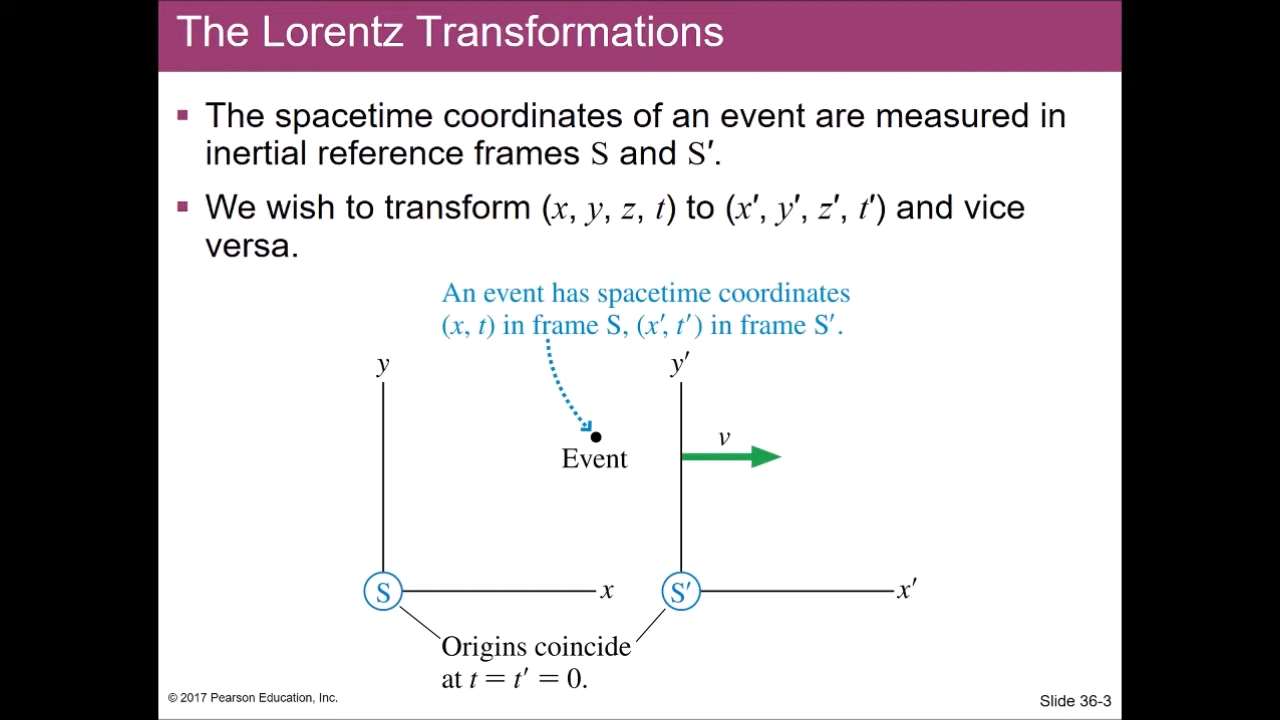 The Lorentz Transformations
▪ The spacetime coordinates of an event are measured in
inertial reference frames S and S′.
▪ We wish to transform (x, y, z, t) to (x′, y′, z′, t′) and vice
versa.
An event has spacetime coordinates
(x, t) in frame S, (x′, t′) in frame S′.
y
y′
v
Event
S
x
S′
x′
Origins coincide
at t = t′ = 0.
© 2017 Pearson Education, Inc.
Slide 36-3